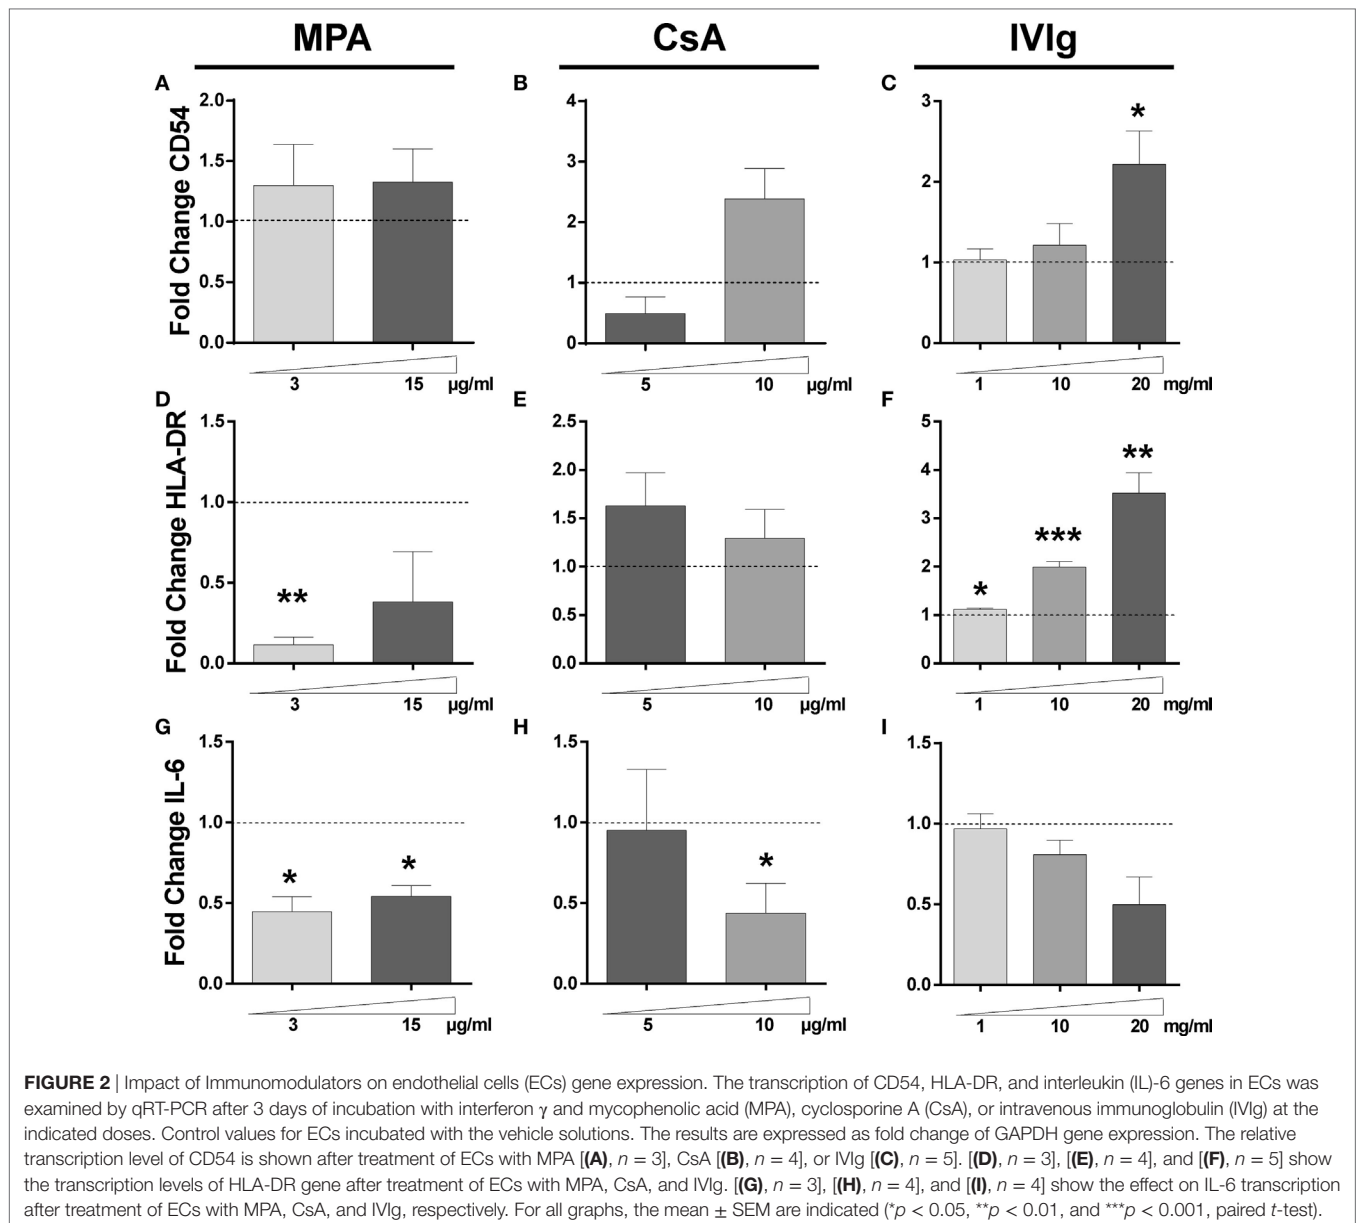 MPA CsA IVIg
A B C
Fold Change CD54
2.0 1.5 1.0 0.5 0.0
3 15 µg/ml
4 3 2 1 0
5 10 µg/ml
3 2 1 0
*
1 10 20 mg/ml
D E F
Fold Change HLA-DR
1.5 1.0 0.5 0.0
**
3 15 µg/ml
2.5 2.0 1.5 1.0 0.5 0.0
5 10 µg/ml
5 4 3 2 1 0
* *** **
1 10 20 mg/ml
G H I
Fold Change IL-6
1.5 1.0 0.5 0.0
* *
3 15 µg/ml
1.5 1.0 0.5 0.0
*
5 10 µg/ml
1.5 1.0 0.5 0.0
1 10 20 mg/ml
FIGURE 2 | Impact of Immunomodulators on endothelial cells (ECs) gene expression. The transcription of CD54, HLA-DR, and interleukin (IL)-6 genes in ECs was
examined by qRT-PCR after 3 days of incubation with interferon γ and mycophenolic acid (MPA), cyclosporine A (CsA), or intravenous immunoglobulin (IVIg) at the
indicated doses. Control values for ECs incubated with the vehicle solutions. The results are expressed as fold change of GAPDH gene expression. The relative
transcription level of CD54 is shown after treatment of ECs with MPA [(A), n = 3], CsA [(B), n = 4], or IVIg [(C), n = 5]. [(D), n = 3], [(E), n = 4], and [(F), n = 5] show
the transcription levels of HLA-DR gene after treatment of ECs with MPA, CsA, and IVIg. [(G), n = 3], [(H), n = 4], and [(I), n = 4] show the effect on IL-6 transcription
after treatment of ECs with MPA, CsA, and IVIg, respectively. For all graphs, the mean ± SEM are indicated (*p < 0.05, **p < 0.01, and ***p < 0.001, paired t-test).